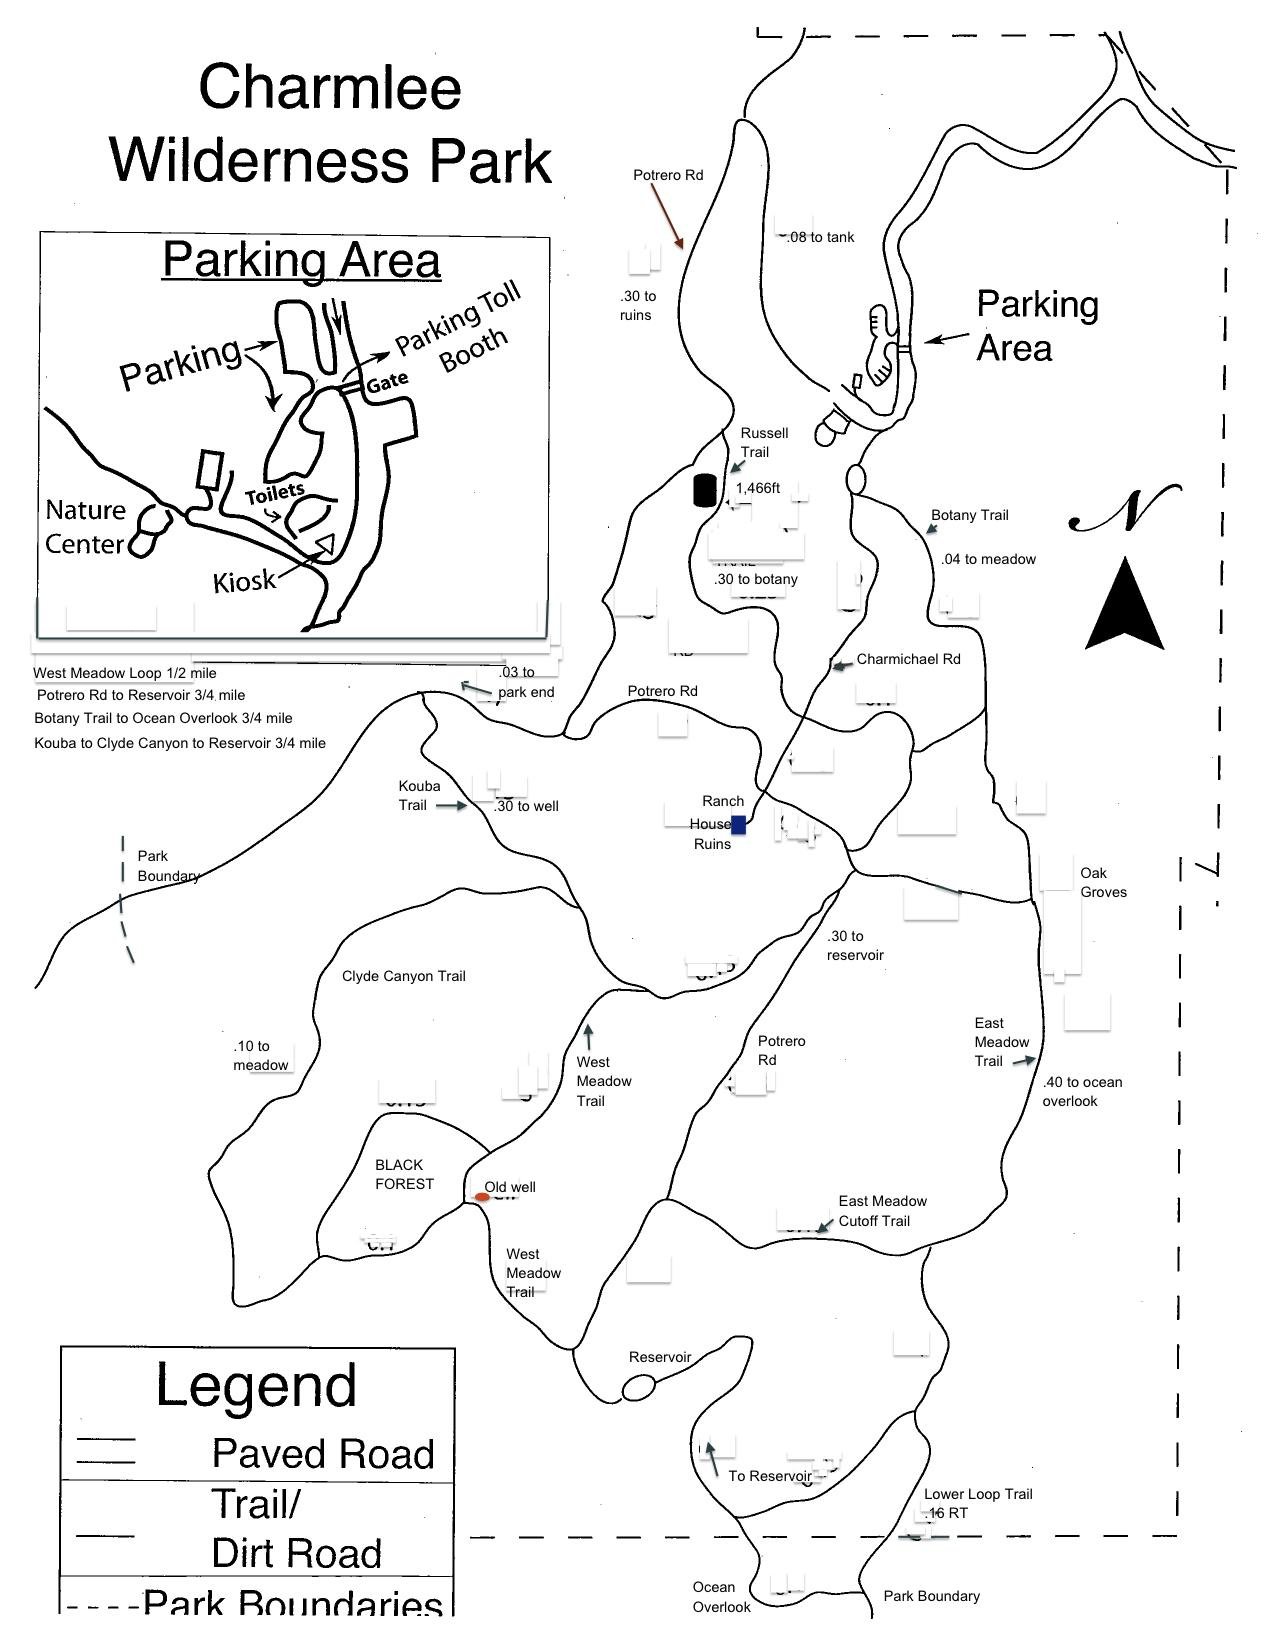 Charmlee
Wilderness Park
Parking Area
Parking
Parking Toll
Booth
Gate
Toilets
Nature
Center
Kiosk
West Meadow Loop 1/2 mile
Potrero Rd to Reservoir 3/4 mile
Botany Trail to Ocean Overlook 3/4 mile
Kouba to Clyde Canyon to Reservoir 3/4 mile
Potrero Rd
.30 to
ruins
.08 to tank
Parking
Area
Russell
Trail
1,466ft
.30 to botany
Botany Trail
.04 to meadow
N
Charmichael Rd
.03 to
park end
Potrero Rd
Kouba
Trail
.30 to well
Ranch
House
Ruins
Park
Boundary
Oak
Groves
.30 to
reservoir
Clyde Canyon Trail
.10 to
meadow
West
Meadow
Trail
Potrero
Rd
East
Meadow
Trail
.40 to ocean
overlook
BLACK
FOREST
Old well
East Meadow
Cutoff Trail
West
Meadow
Trail
Reservoir
To Reservoir
Lower Loop Trail
.16 RT
Ocean
Overlook
Park Boundary
Legend
Paved Road
Trail/
Dirt Road
Park Boundaries